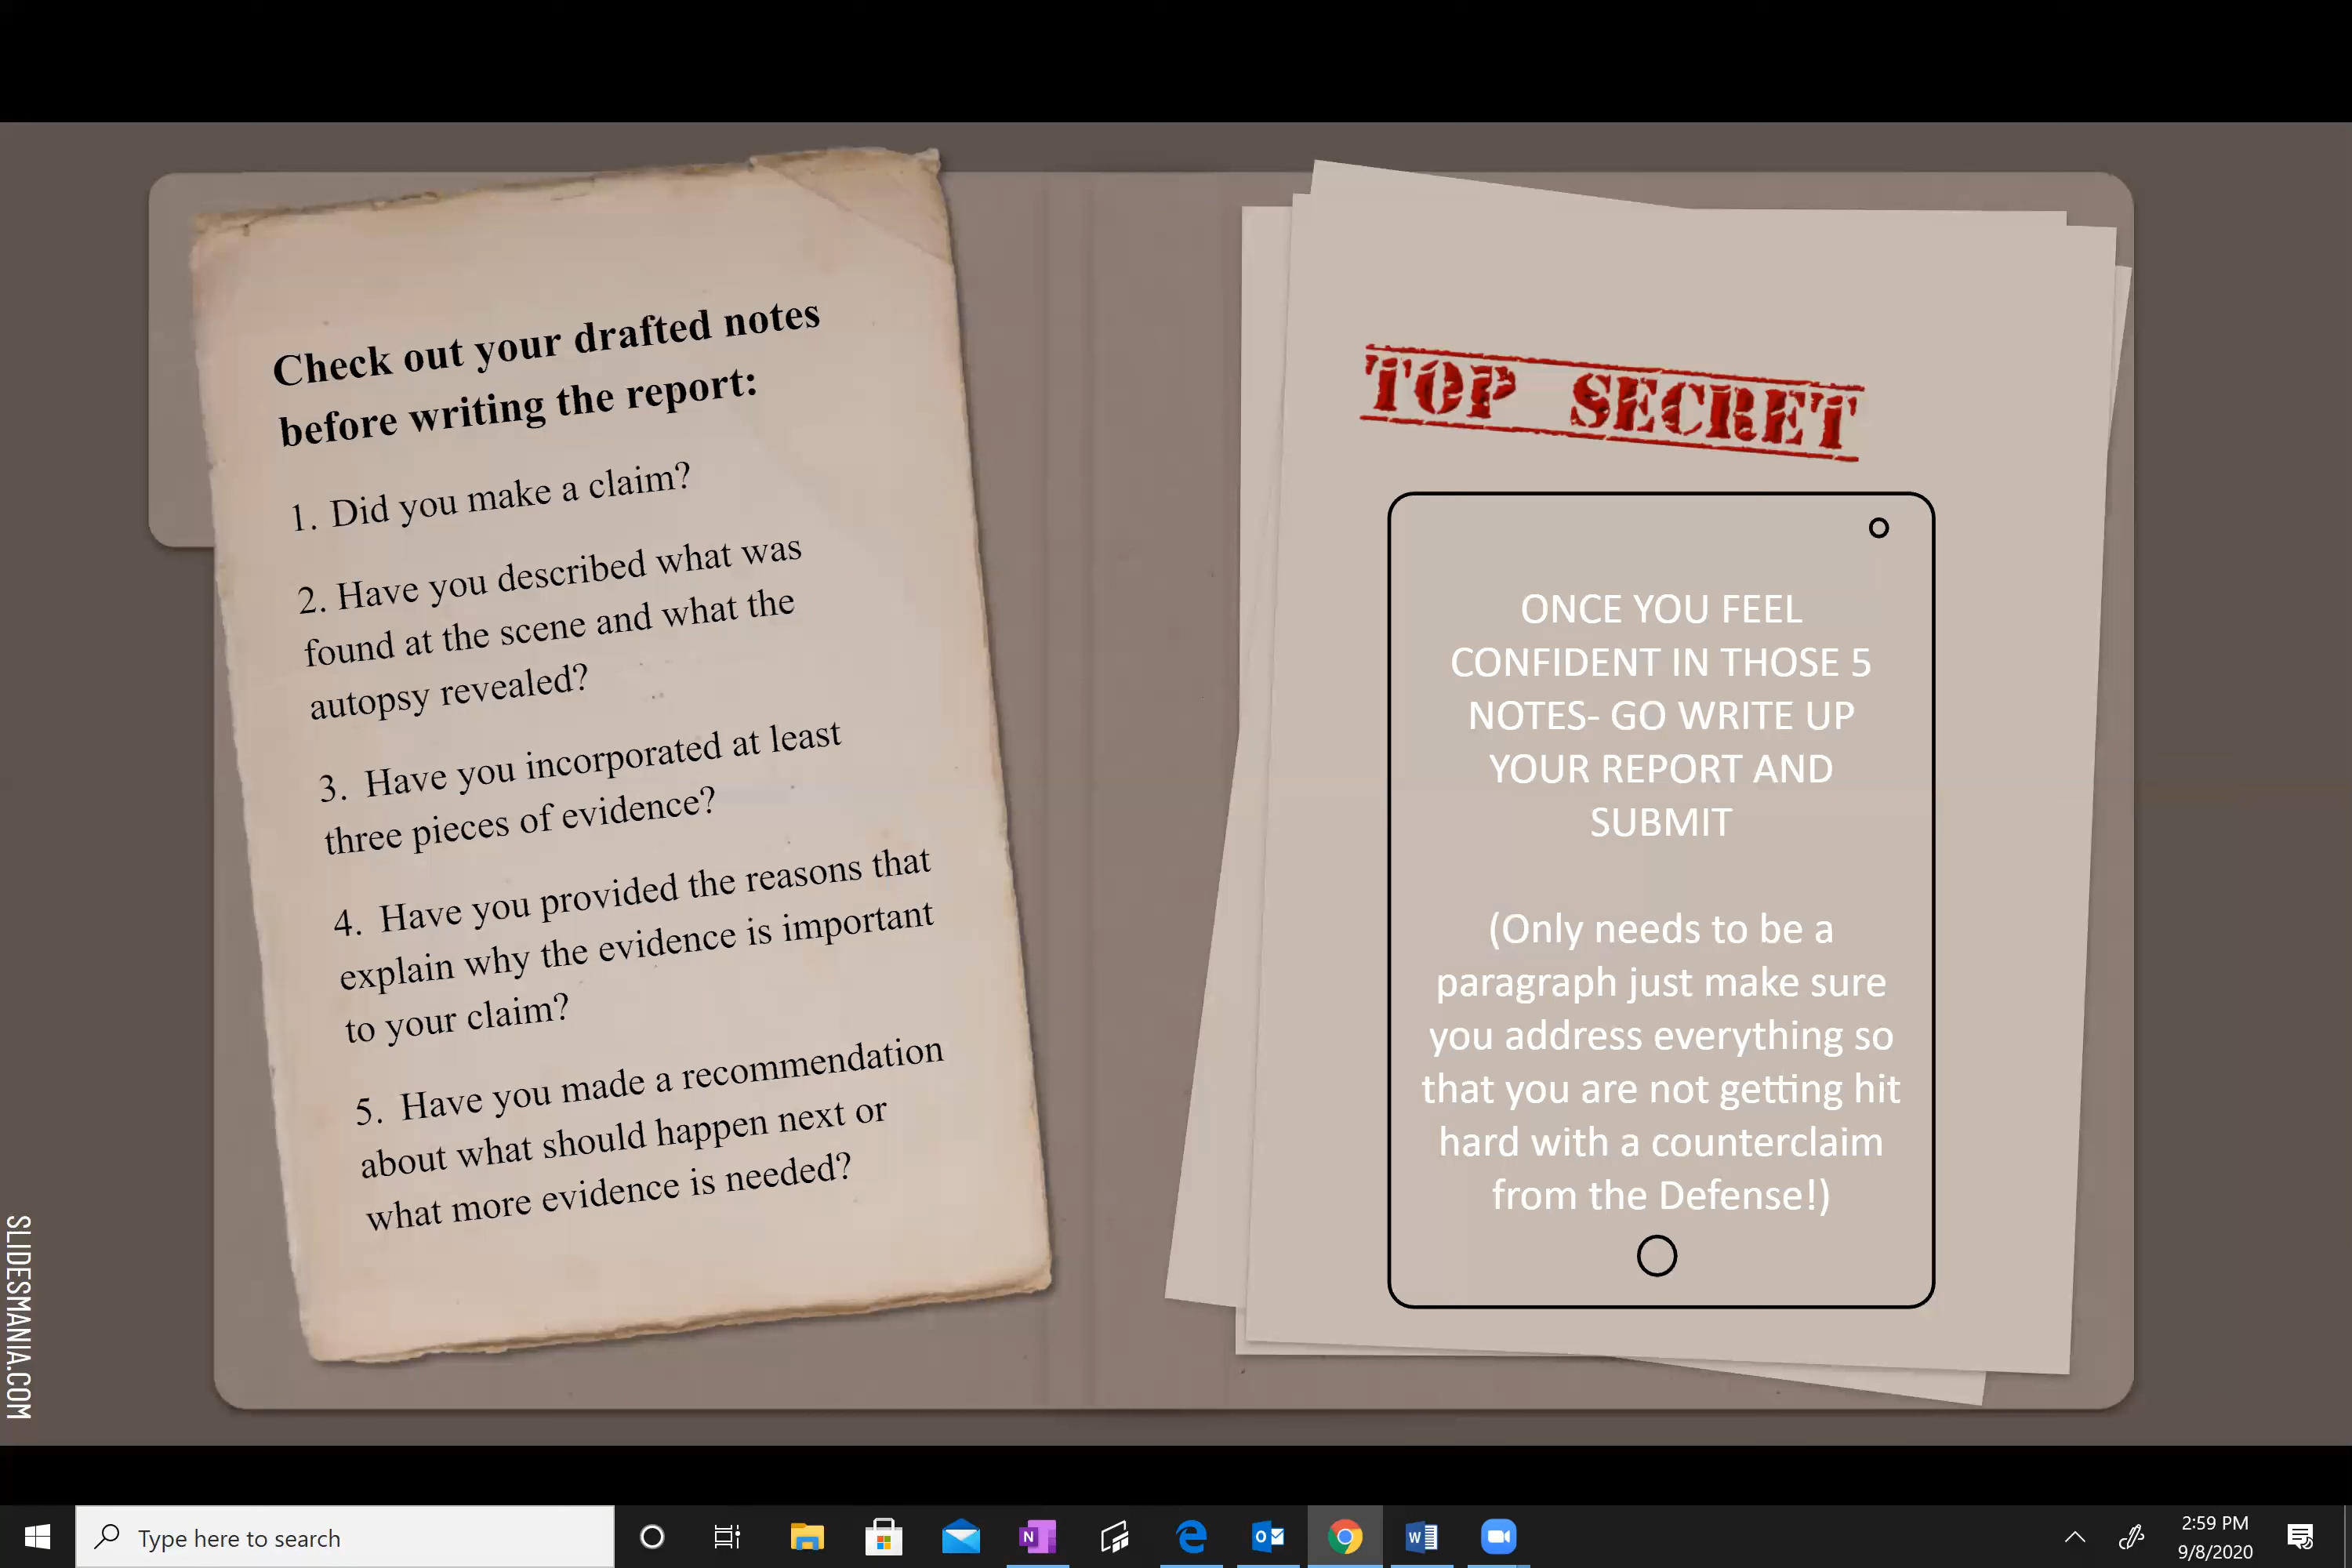 Check out your drafted notes
before writing the report:
1. Did you make a claim?
2. Have you described what was
found at the scene and what the
autopsy revealed?
3. Have you incorporated at least
three pieces of evidence?
4. Have you provided the reasons that
explain why the evidence is important
to your claim?
5. Have you made a recommendation
about what should happen next or
what more evidence is needed?
TOP SECRET
ONCE YOU FEEL
CONFIDENT IN THOSE 5
NOTES- GO WRITE UP
YOUR REPORT AND
SUBMIT
(Only needs to be a
paragraph just make sure
you address everything so
that you are not getting hit
hard with a counterclaim
from the Defense!)
SLIDESMANIA.COM
Type here to search
N
O
W
2:59 PM
9/8/2020